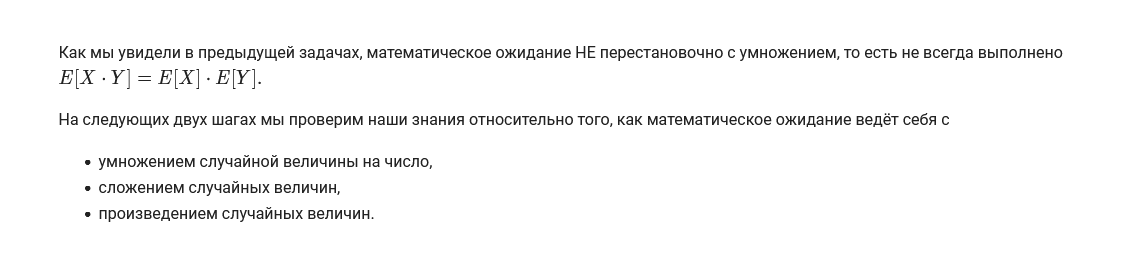 Как мы увидели в предыдущей задачах, математическое ожидание НЕ перестановочно с умножением, то есть не всегда выполнено
E[X · Y] = E[X] · E[Y].
На следующих двух шагах мы проверим наши знания относительно того, как математическое ожидание ведёт себя с
• умножением случайной величины на число,
• сложением случайных величин,
• произведением случайных величин.